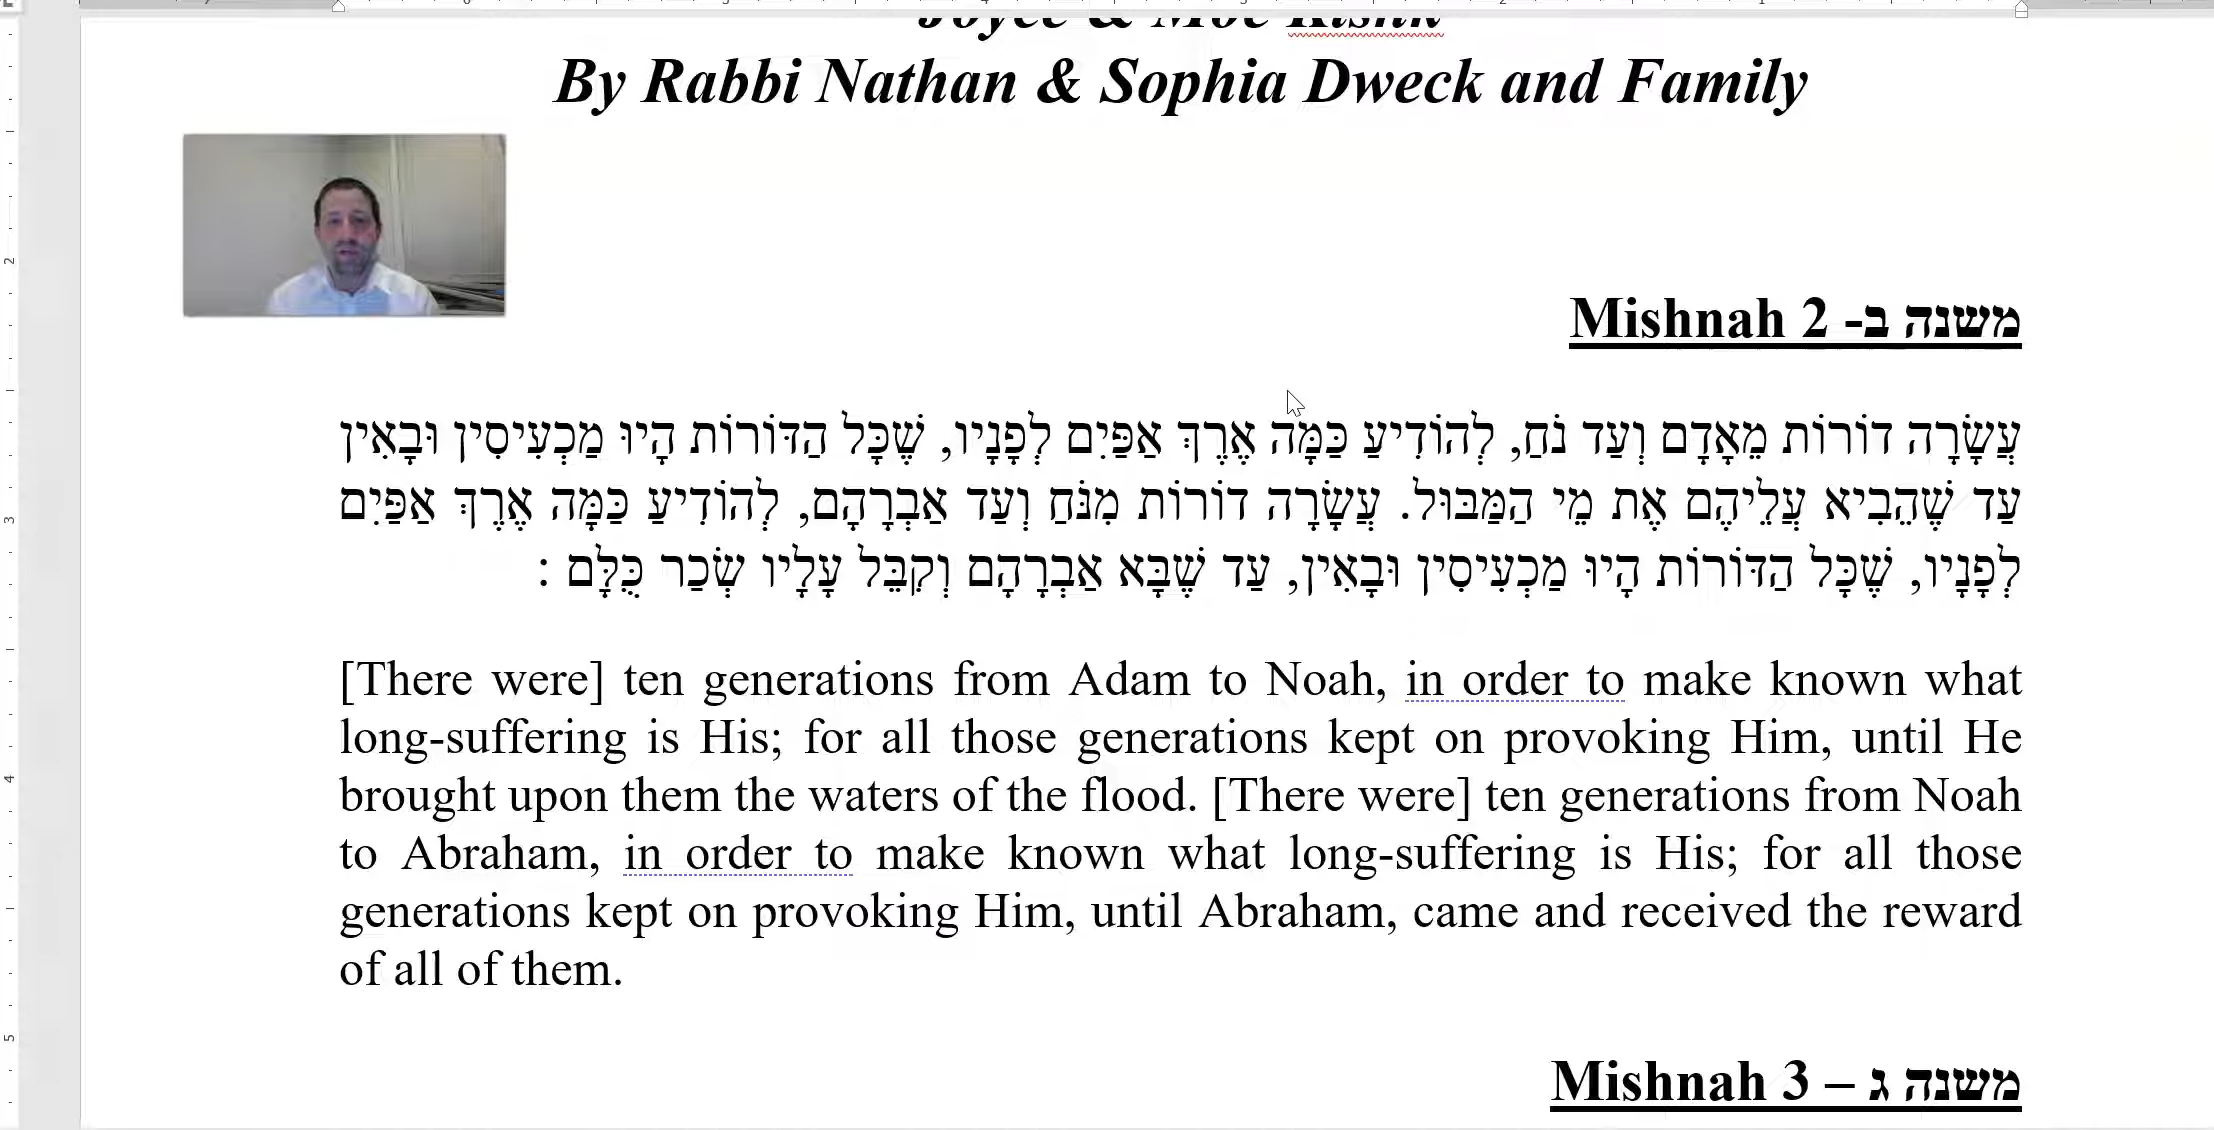 Joyce & Moe Kishk
By Rabbi Nathan & Sophia Dweck and Family
משנה ב- Mishnah 2
עֲשָׂרָה דוֹרוֹת מֵאָדָם וְעַד נֹחַ, לְהוֹדִיעַ כַּמָּה אֶרֶךְ אַפַּיִם לְפָנָיו, שֶׁכָּל הַדּוֹרוֹת הָיוּ מַכְעִיסִין וּבָאִין
עַד שֶׁהֵבִיא עֲלֵיהֶם אֶת מֵי הַמַּבּוּל. עֲשָׂרָה דוֹרוֹת מִנֹּחַ וְעַד אַבְרָהָם, לְהוֹדִיעַ כַּמָּה אֶרֶךְ אַפַּיִם
לְפָנָיו, שֶׁכָּל הַדּוֹרוֹת הָיוּ מַכְעִיסִין וּבָאִין, עַד שֶׁבָּא אַבְרָהָם וְקִבֵּל עָלָיו שְׂכַר כֻּלָּם :
[There were] ten generations from Adam to Noah, in order to make known what
long-suffering is His; for all those generations kept on provoking Him, until He
brought upon them the waters of the flood. [There were] ten generations from Noah
to Abraham, in order to make known what long-suffering is His; for all those
generations kept on provoking Him, until Abraham, came and received the reward
of all of them.
משנה ג – Mishnah 3